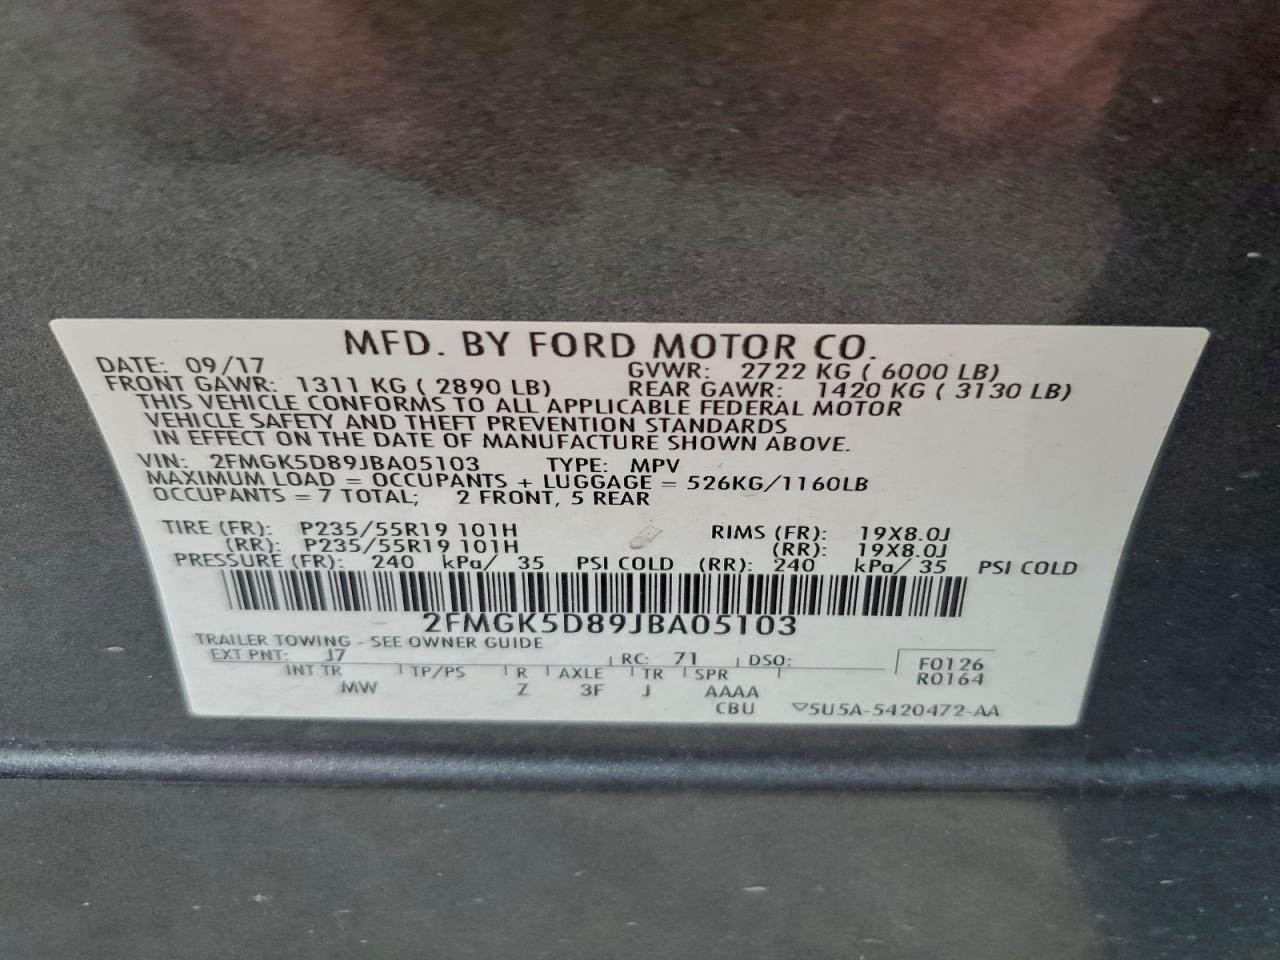 MFD. BY FORD MOTOR CO.
DATE: 09/17 GVWR: 2722 KG ( 6000 LB)
FRONT GAWR: 1311 KG ( 2890 LB) REAR GAWR: 1420 KG ( 3130 LB)
THIS VEHICLE CONFORMS TO ALL APPLICABLE FEDERAL MOTOR
VEHICLE SAFETY AND THEFT PREVENTION STANDARDS
IN EFFECT ON THE DATE OF MANUFACTURE SHOWN ABOVE.
VIN: 2FMGK5D89JBA05103 TYPE: MPV
MAXIMUM LOAD = OCCUPANTS + LUGGAGE = 526KG/1160LB
OCCUPANTS = 7 TOTAL; 2 FRONT, 5 REAR
TIRE (FR): P235/55R19 101H RIMS (FR): 19X8.0J
(RR): P235/55R19 101H (RR): 19X8.0J
PRESSURE (FR): 240 kPa/ 35 PSI COLD (RR): 240 kPa/ 35 PSI COLD
2FMGK5D89JBA05103
TRAILER TOWING - SEE OWNER GUIDE
EXT PNT: J7 RC: 71 DSO: F0126
INT TR TP/PS R AXLE TR SPR R0164
MW Z 3F J AAAA
CBU ▽5U5A-5420472-AA